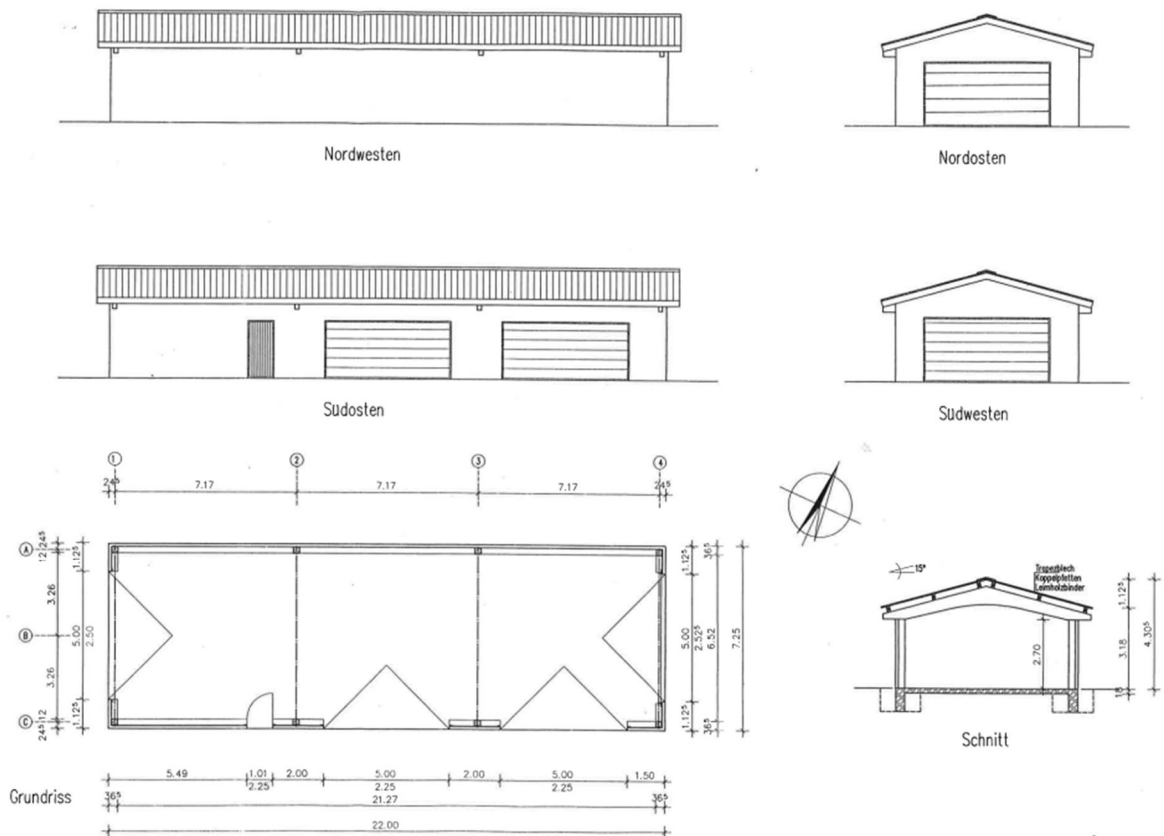 Nordwesten
Nordosten
Südosten
Südwesten
1 2 3 4
24⁵ 7.17 7.17 7.17 24⁵
A
B
C
24⁵
12
3.26
3.26
12
24⁵
1.12⁵
5.00
2.50
1.12⁵
1.12⁵
5.00
2.52⁵
1.12⁵
36⁵
6.52
36⁵
7.25
15°
Trapezblech
Koppelpfetten
Leimholzbinder
2.70
18
3.18
1.12⁵
4.30⁵
Schnitt
5.49 1.01 2.00 5.00 2.00 5.00 1.50
2.25 2.25 2.25
Grundriss
36⁵ 21.27 36⁵
22.00